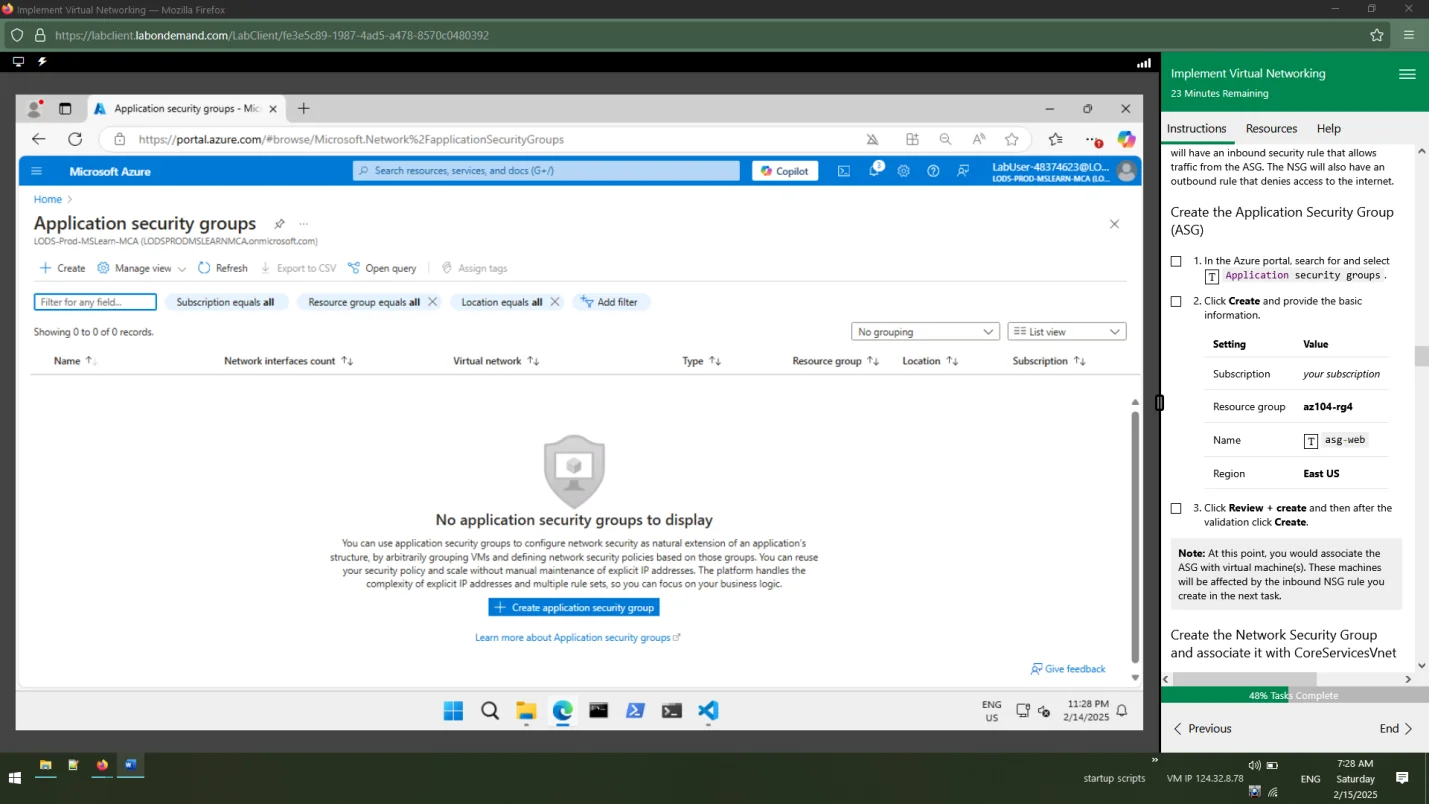 Implement Virtual Networking — Mozilla Firefox
https://labclient.labondemand.com/LabClient/fe3e5c89-1987-4ad5-a478-8570c0480392
Application security groups - Mic
https://portal.azure.com/#browse/Microsoft.Network%2FapplicationSecurityGroups
Microsoft Azure
Search resources, services, and docs (G+/)
Copilot
3
LabUser-48374623@LO...
LODS-PROD-MSLEARN-MCA (LO...
Home
Application security groups
LODS-Prod-MSLearn-MCA (LODSPRODMSLEARNMCA.onmicrosoft.com)
Create
Manage view
Refresh
Export to CSV
Open query
Assign tags
Filter for any field...
Subscription equals all
Resource group equals all
Location equals all
Add filter
Showing 0 to 0 of 0 records.
No grouping
List view
Name
Network interfaces count
Virtual network
Type
Resource group
Location
Subscription
No application security groups to display
You can use application security groups to configure network security as natural extension of an application's
structure, by arbitrarily grouping VMs and defining network security policies based on those groups. You can reuse
your security policy and scale without manual maintenance of explicit IP addresses. The platform handles the
complexity of explicit IP addresses and multiple rule sets, so you can focus on your business logic.
Create application security group
Learn more about Application security groups
Give feedback
ENG
US
11:28 PM
2/14/2025
Implement Virtual Networking
23 Minutes Remaining
Instructions
Resources
Help
will have an inbound security rule that allows
traffic from the ASG. The NSG will also have an
outbound rule that denies access to the internet.
Create the Application Security Group
(ASG)
1. In the Azure portal, search for and select
T Application security groups .
2. Click Create and provide the basic
information.
Setting Value
Subscription your subscription
Resource group az104-rg4
Name T asg-web
Region East US
3. Click Review + create and then after the
validation click Create.
Note: At this point, you would associate the
ASG with virtual machine(s). These machines
will be affected by the inbound NSG rule you
create in the next task.
Create the Network Security Group
and associate it with CoreServicesVnet
48% Tasks Complete
Previous
End
startup scripts
VM IP 124.32.8.78
ENG
7:28 AM
Saturday
2/15/2025